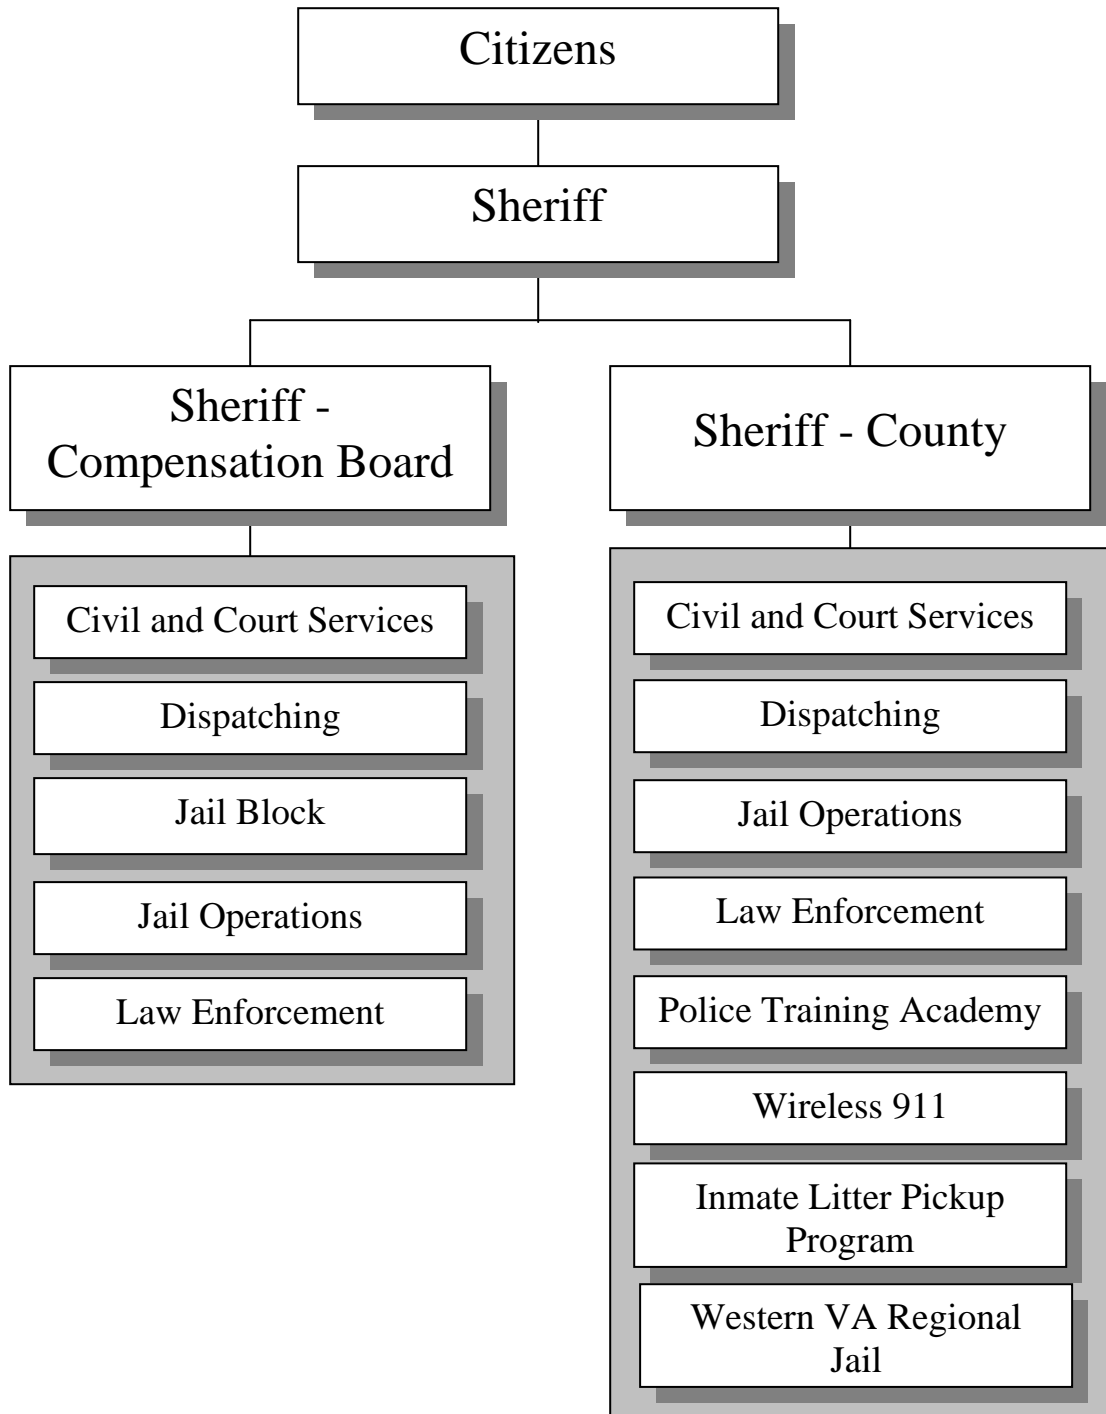 Citizens
Sheriff
Sheriff -
Compensation Board
Civil and Court Services
Dispatching
Jail Block
Jail Operations
Law Enforcement
Sheriff - County
Civil and Court Services
Dispatching
Jail Operations
Law Enforcement
Police Training Academy
Wireless 911
Inmate Litter Pickup
Program
Western VA Regional
Jail